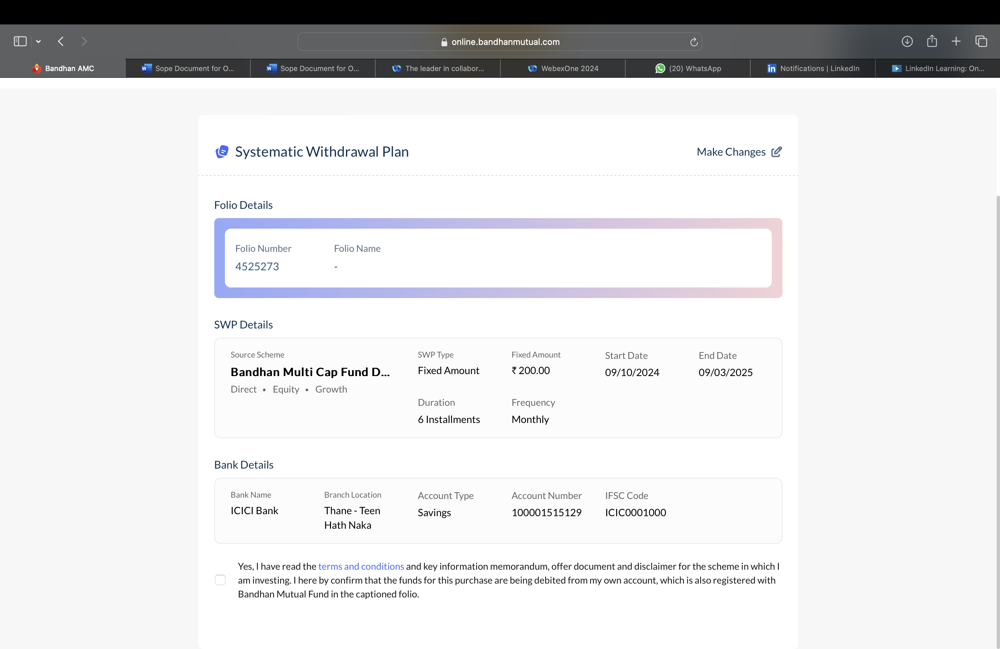 online.bandhanmutual.com
Bandhan AMC
Sope Document for O...
Sope Document for O...
The leader in collabor...
WebexOne 2024
(20) WhatsApp
Notifications | LinkedIn
LinkedIn Learning: On...
Systematic Withdrawal Plan
Make Changes
Folio Details
Folio Number Folio Name
4525273 -
SWP Details
Source Scheme SWP Type Fixed Amount Start Date End Date
Bandhan Multi Cap Fund D... Fixed Amount ₹ 200.00 09/10/2024 09/03/2025
Direct • Equity • Growth
Duration Frequency
6 Installments Monthly
Bank Details
Bank Name Branch Location Account Type Account Number IFSC Code
ICICI Bank Thane - Teen Savings 100001515129 ICIC0001000
Hath Naka
Yes, I have read the terms and conditions and key information memorandum, offer document and disclaimer for the scheme in which I
am investing. I here by confirm that the funds for this purchase are being debited from my own account, which is also registered with
Bandhan Mutual Fund in the captioned folio.